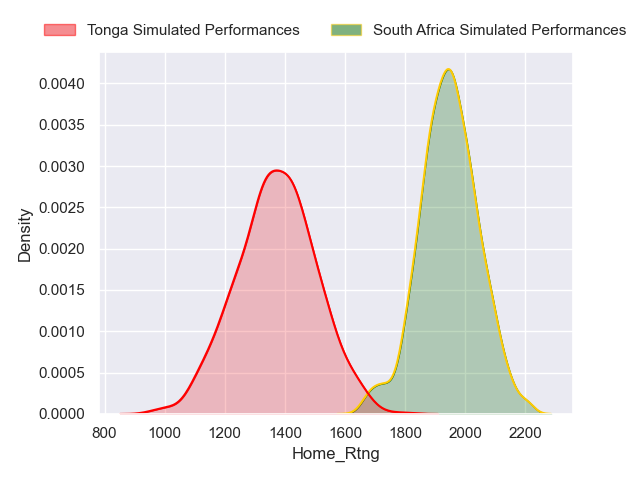 Tonga Simulated Performances South Africa Simulated Performances
0.0040
0.0035
0.0030
0.0025
0.0020
0.0015
0.0010
0.0005
0.0000
Density
800 1000 1200 1400 1600 1800 2000 2200
Home_Rtng